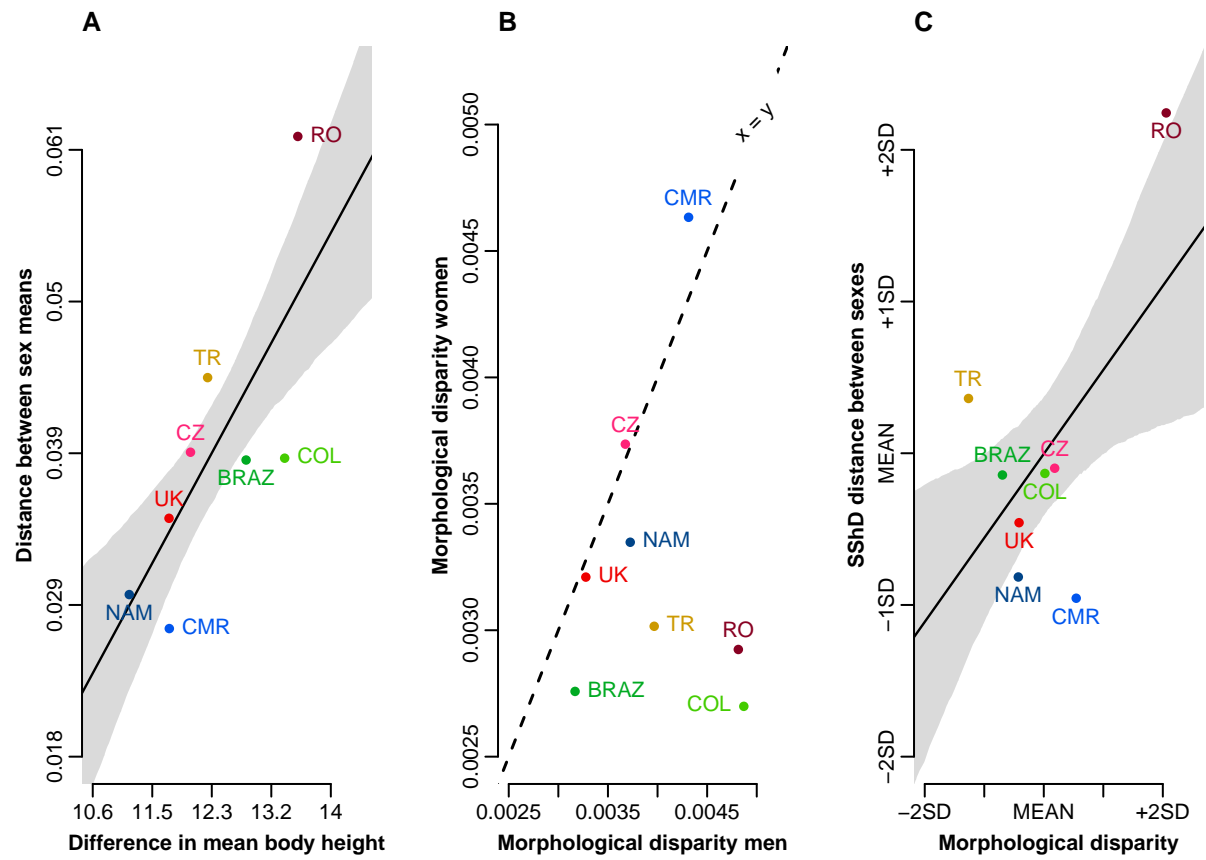 A
Distance between sex means
0.061
0.05
0.039
0.029
0.018
RO
TR
CZ
COL
BRAZ
UK
NAM
CMR
10.6 11.5 12.3 13.2 14
Difference in mean body height
B
Morphological disparity women
0.0050
0.0045
0.0040
0.0035
0.0030
0.0025
x = y
CMR
CZ
NAM
UK
TR
RO
BRAZ
COL
0.0025 0.0035 0.0045
Morphological disparity men
C
SShD distance between sexes
+2SD
+1SD
MEAN
−1SD
−2SD
RO
TR
BRAZ
CZ
COL
UK
NAM
CMR
−2SD MEAN +2SD
Morphological disparity